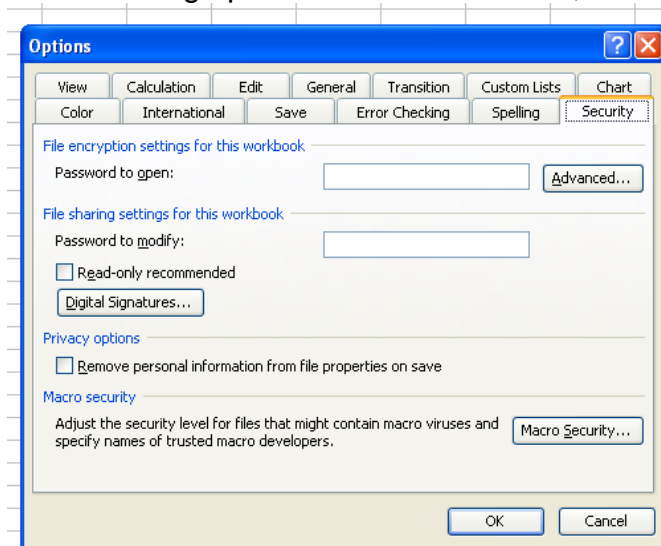 Options
View Calculation Edit General Transition Custom Lists Chart
Color International Save Error Checking Spelling Security
File encryption settings for this workbook
Password to open:
Advanced...
File sharing settings for this workbook
Password to modify:
Read-only recommended
Digital Signatures...
Privacy options
Remove personal information from file properties on save
Macro security
Adjust the security level for files that might contain macro viruses and
specify names of trusted macro developers.
Macro Security...
OK Cancel